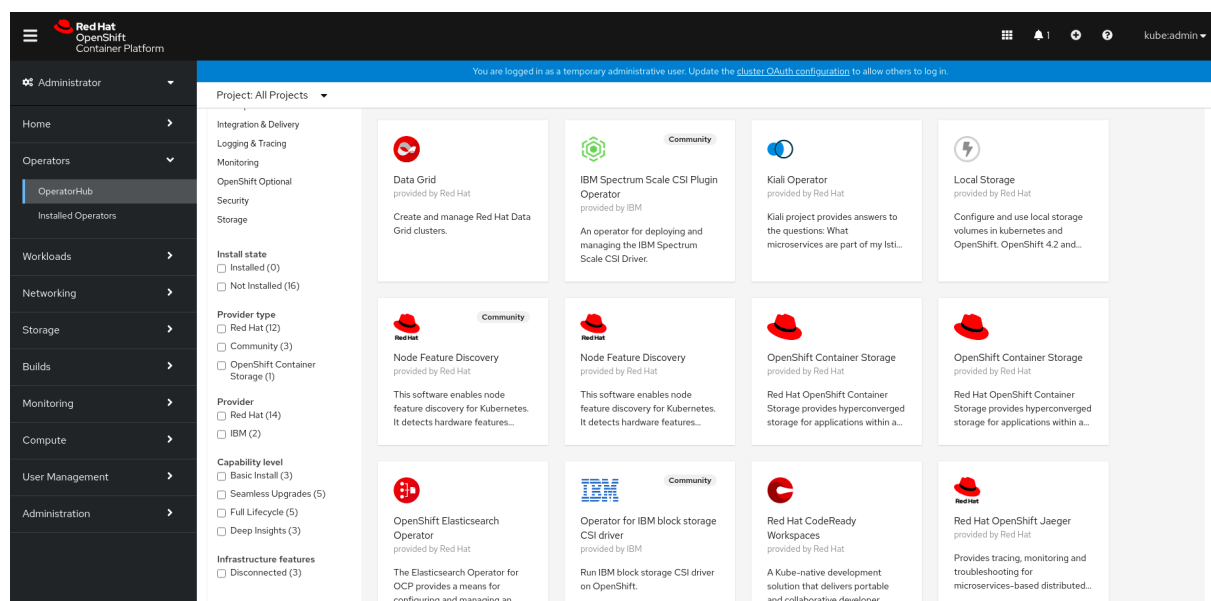 Red Hat
OpenShift
Container Platform
1
kube:admin
Administrator
You are logged in as a temporary administrative user. Update the cluster OAuth configuration to allow others to log in.
Project: All Projects
Home
Operators
OperatorHub
Installed Operators
Workloads
Networking
Storage
Builds
Monitoring
Compute
User Management
Administration
Integration & Delivery
Logging & Tracing
Monitoring
OpenShift Optional
Security
Storage
Install state
Installed (0)
Not Installed (16)
Provider type
Red Hat (12)
Community (3)
OpenShift Container
Storage (1)
Provider
Red Hat (14)
IBM (2)
Capability level
Basic Install (3)
Seamless Upgrades (5)
Full Lifecycle (5)
Deep Insights (3)
Infrastructure features
Disconnected (3)
Data Grid
provided by Red Hat
Create and manage Red Hat Data
Grid clusters.
Community
IBM Spectrum Scale CSI Plugin
Operator
provided by IBM
An operator for deploying and
managing the IBM Spectrum
Scale CSI Driver.
Kiali Operator
provided by Red Hat
Kiali project provides answers to
the questions: What
microservices are part of my Isti...
Local Storage
provided by Red Hat
Configure and use local storage
volumes in kubernetes and
OpenShift. OpenShift 4.2 and...
Red Hat
Community
Node Feature Discovery
provided by Red Hat
This software enables node
feature discovery for Kubernetes.
It detects hardware features...
Red Hat
Node Feature Discovery
provided by Red Hat
This software enables node
feature discovery for Kubernetes.
It detects hardware features...
OpenShift Container Storage
provided by Red Hat
Red Hat OpenShift Container
Storage provides hyperconverged
storage for applications within a...
OpenShift Container Storage
provided by Red Hat
Red Hat OpenShift Container
Storage provides hyperconverged
storage for applications within a...
OpenShift Elasticsearch
Operator
provided by Red Hat
The Elasticsearch Operator for
OCP provides a means for
configuring and managing an
IBM
Community
Operator for IBM block storage
CSI driver
provided by IBM
Run IBM block storage CSI driver
on OpenShift.
Red Hat CodeReady
Workspaces
provided by Red Hat
A Kube-native development
solution that delivers portable
and collaborative developer
Red Hat
Red Hat OpenShift Jaeger
provided by Red Hat
Provides tracing, monitoring and
troubleshooting for
microservices-based distributed...